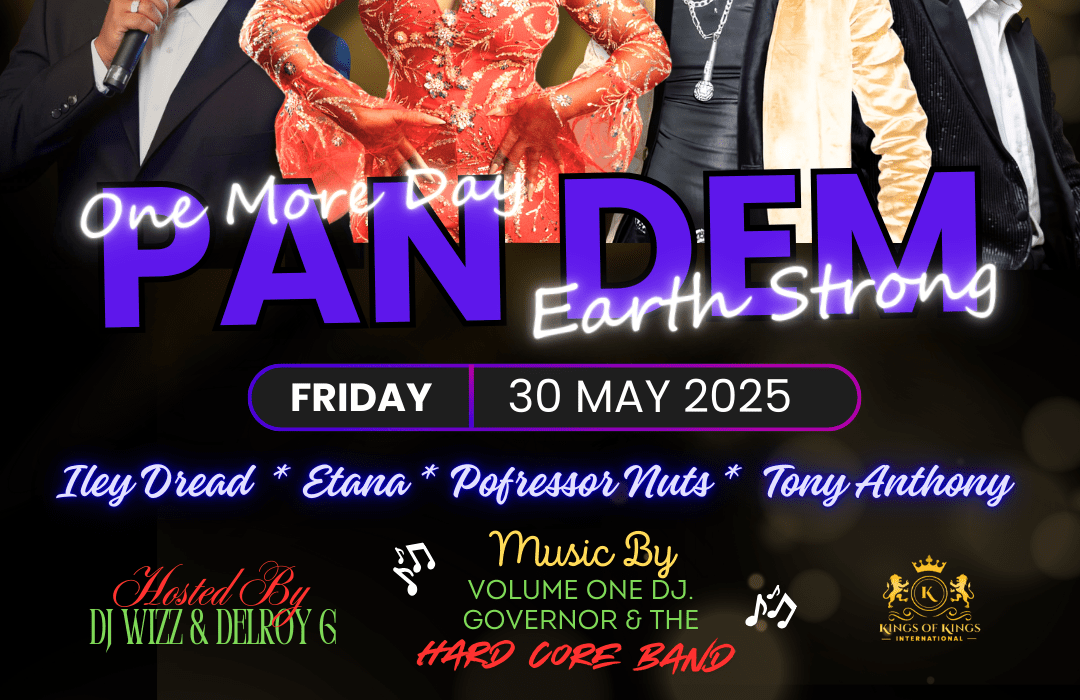 One More Day
PAN DEM
Earth Strong
FRIDAY 30 MAY 2025
Iley Dread * Etana * Pofressor Nuts * Tony Anthony
Hosted By
DJ WIZZ & DELROY G
Music By
VOLUME ONE DJ.
GOVERNOR & THE
HARD CORE BAND
K
KINGS OF KINGS
INTERNATIONAL